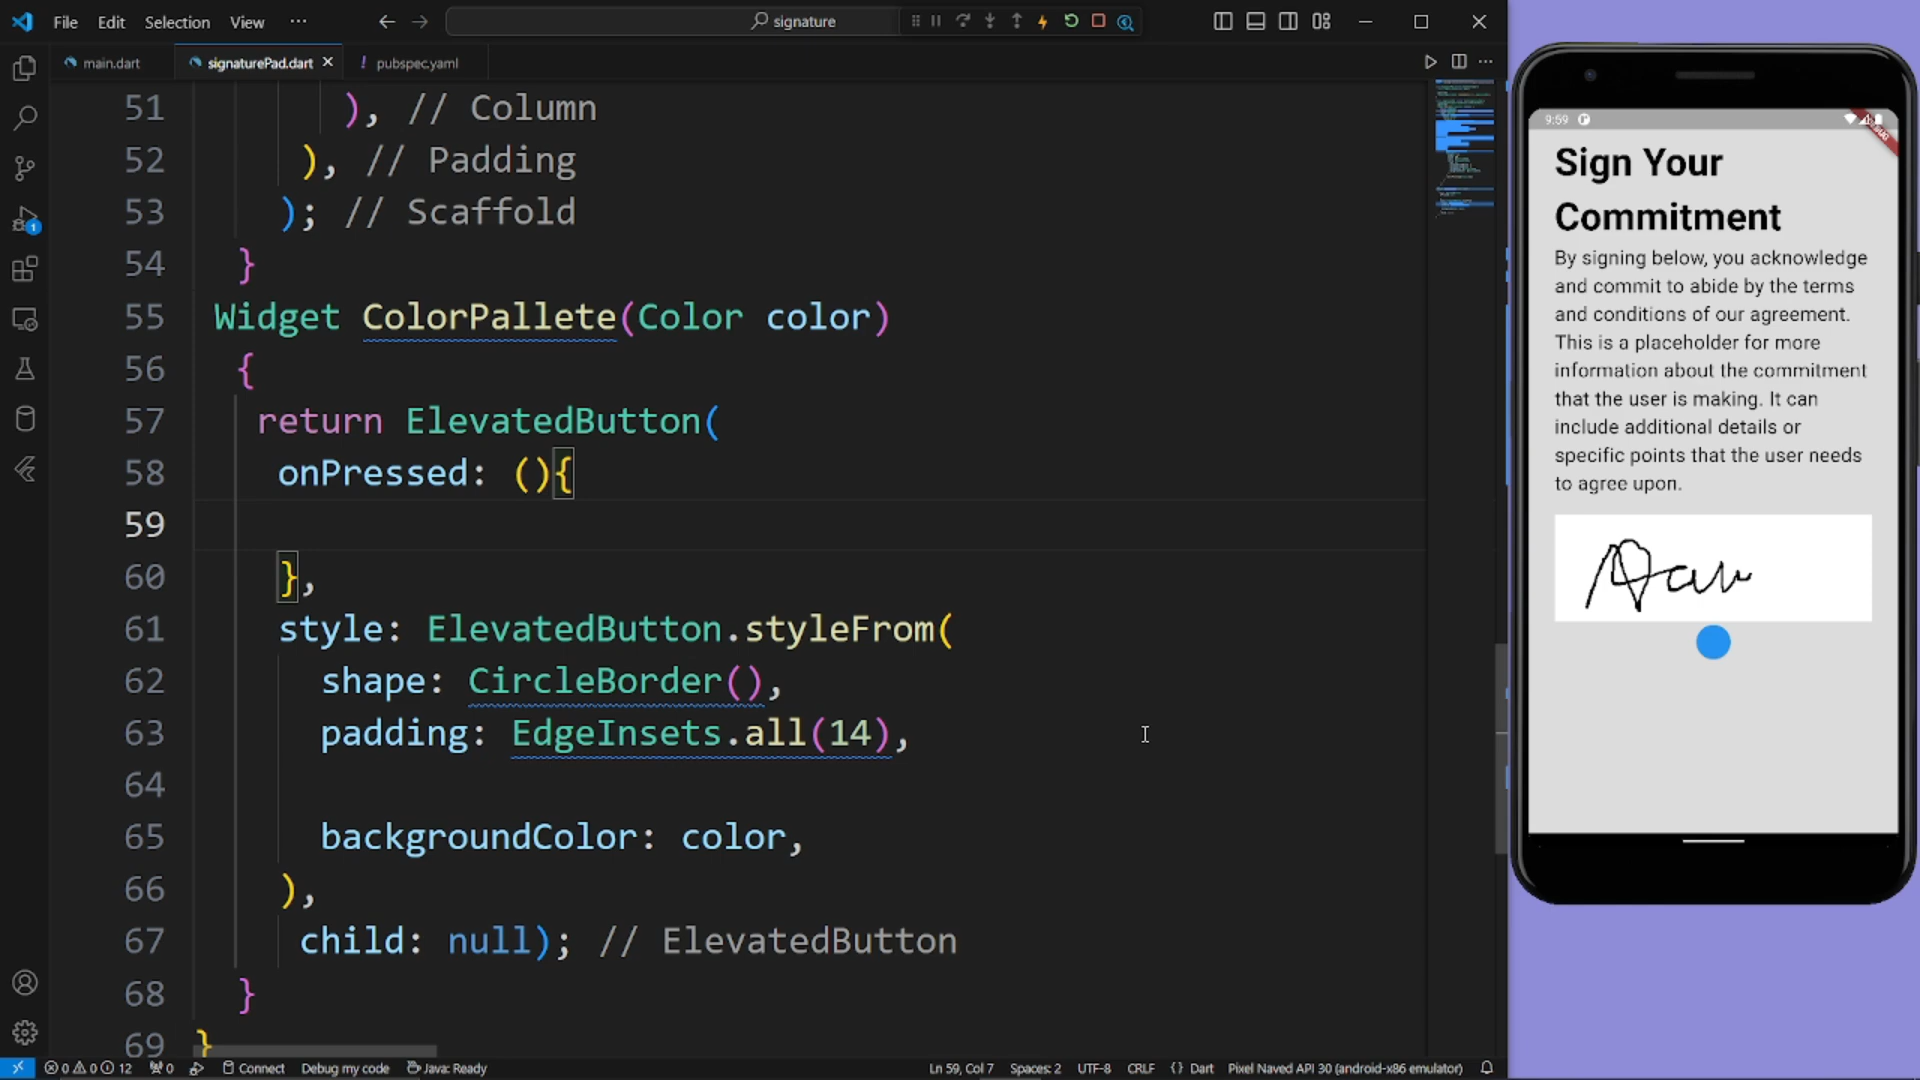 File Edit Selection View ··· signature
main.dart signaturePad.dart pubspec.yaml
51 ), // Column
52 ), // Padding
53 ); // Scaffold
54 }
55 Widget ColorPallete(Color color)
56 {
57 return ElevatedButton(
58 onPressed: (){
59
60 },
61 style: ElevatedButton.styleFrom(
62 shape: CircleBorder(),
63 padding: EdgeInsets.all(14),
64
65 backgroundColor: color,
66 ),
67 child: null); // ElevatedButton
68 }
69 }
1
0 0 12 0 Connect Debug my code Java: Ready Ln 59, Col 7 Spaces: 2 UTF-8 CRLF {} Dart Pixel Naved API 30 (android-x86 emulator)
9:59
Sign Your
Commitment
By signing below, you acknowledge
and commit to abide by the terms
and conditions of our agreement.
This is a placeholder for more
information about the commitment
that the user is making. It can
include additional details or
specific points that the user needs
to agree upon.